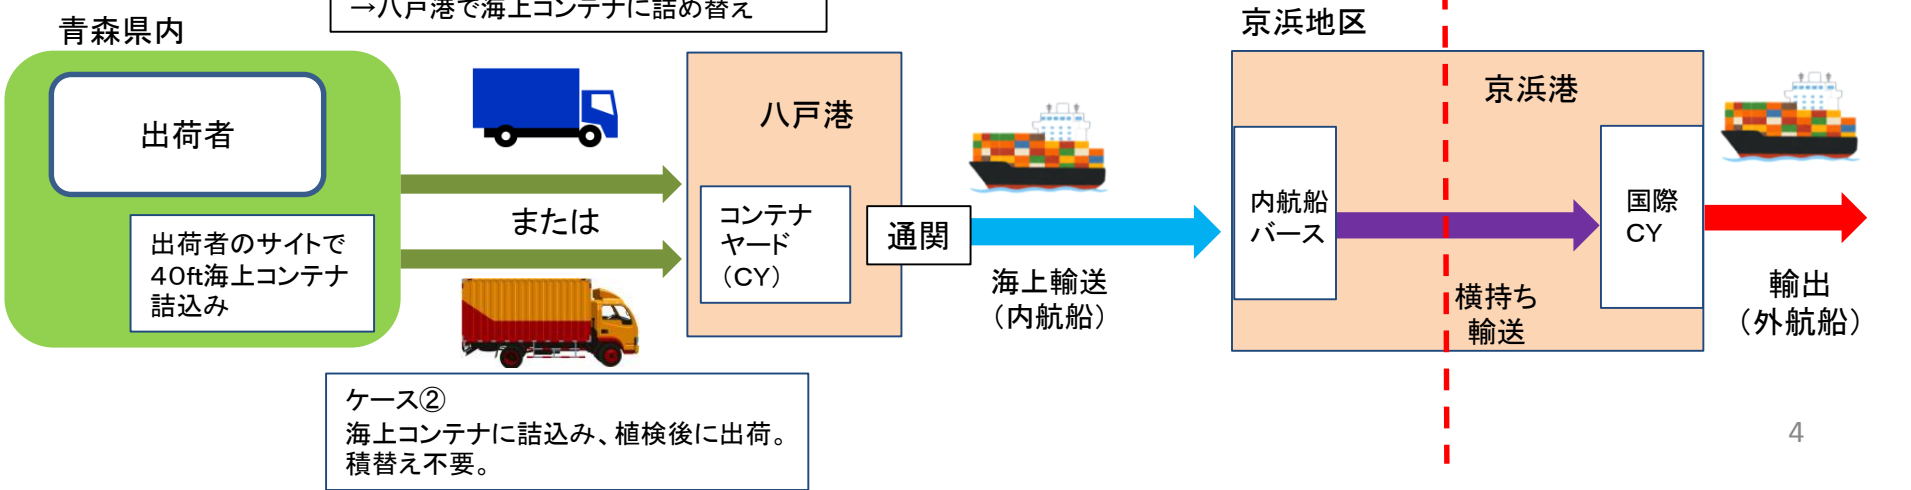 →八戸港で海上コンテナに詰め替え
青森県内
出荷者
出荷者のサイトで
40ft海上コンテナ
詰込み
または
八戸港
コンテナ
ヤード
（CY）
通関
海上輸送
（内航船）
京浜地区
京浜港
内航船
バース
横持ち
輸送
国際
CY
輸出
（外航船）
ケース②
海上コンテナに詰込み、植検後に出荷。
積替え不要。
4